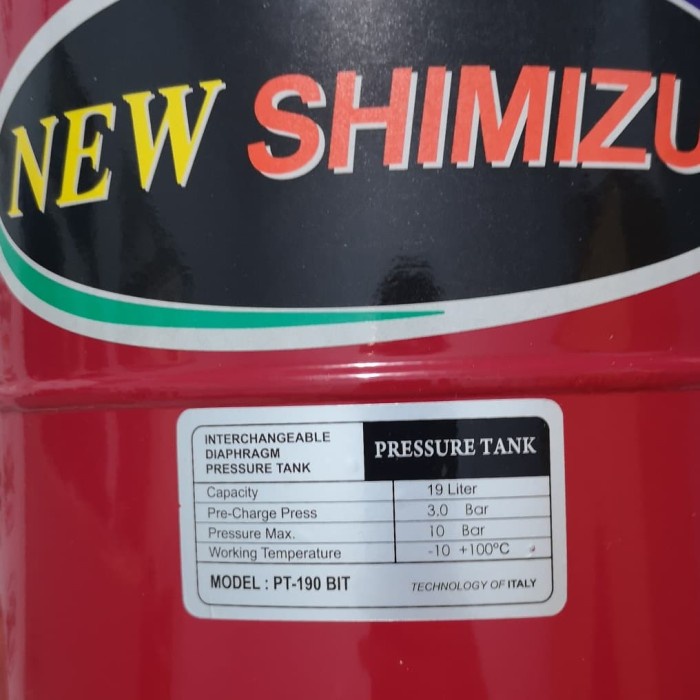 NEW SHIMIZU
INTERCHANGEABLE
DIAPHRAGM
PRESSURE TANK
PRESSURE TANK
Capacity 19 Liter
Pre-Charge Press 3,0 Bar
Pressure Max. 10 Bar
Working Temperature -10 +100ºC
MODEL : PT-190 BIT TECHNOLOGY OF ITALY